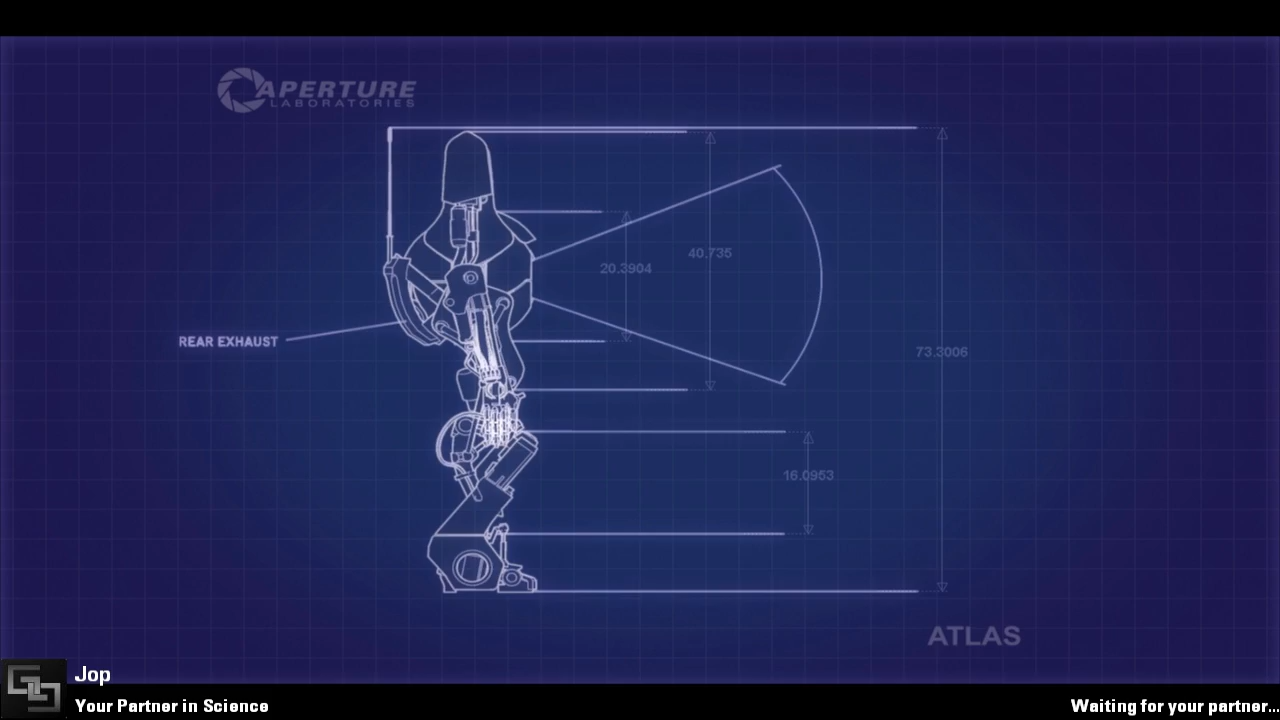 APERTURE
LABORATORIES
20.3904
40.735
REAR EXHAUST
73.3006
16.0953
ATLAS
Jop
Your Partner in Science
Waiting for your partner...